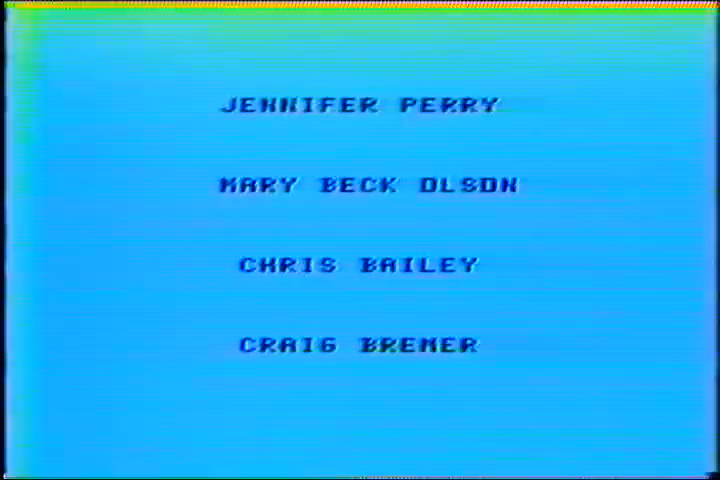 JENNIFER PERRY
MARY BECK OLSON
CHRIS BAILEY
CRAIG BREMER